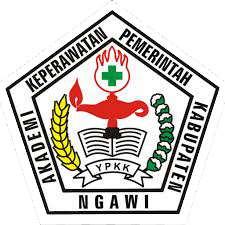 AKADEMI KEPERAWATAN PEMERINTAH KABUPATEN
NGAWI
YPKK